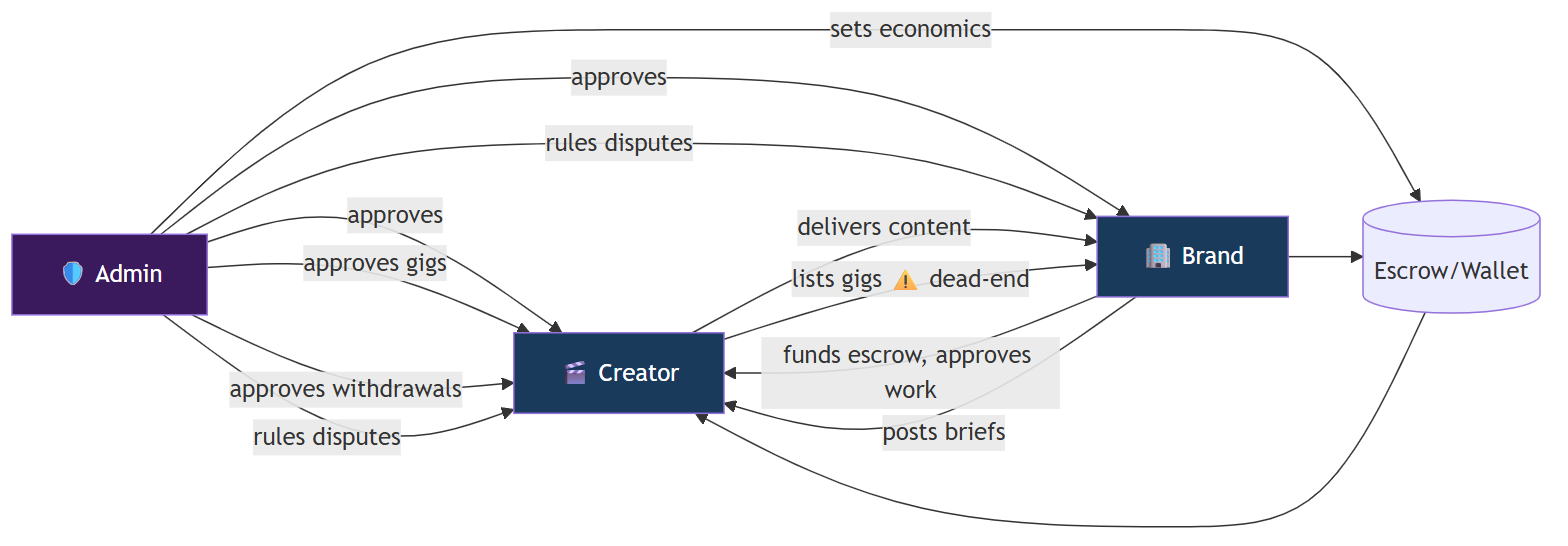 sets economics
approves
rules disputes
approves
delivers content
Brand
approves gigs
lists gigs ⚠️ dead-end
Admin
Escrow/Wallet
funds escrow, approves
work
Creator
approves withdrawals
posts briefs
rules disputes